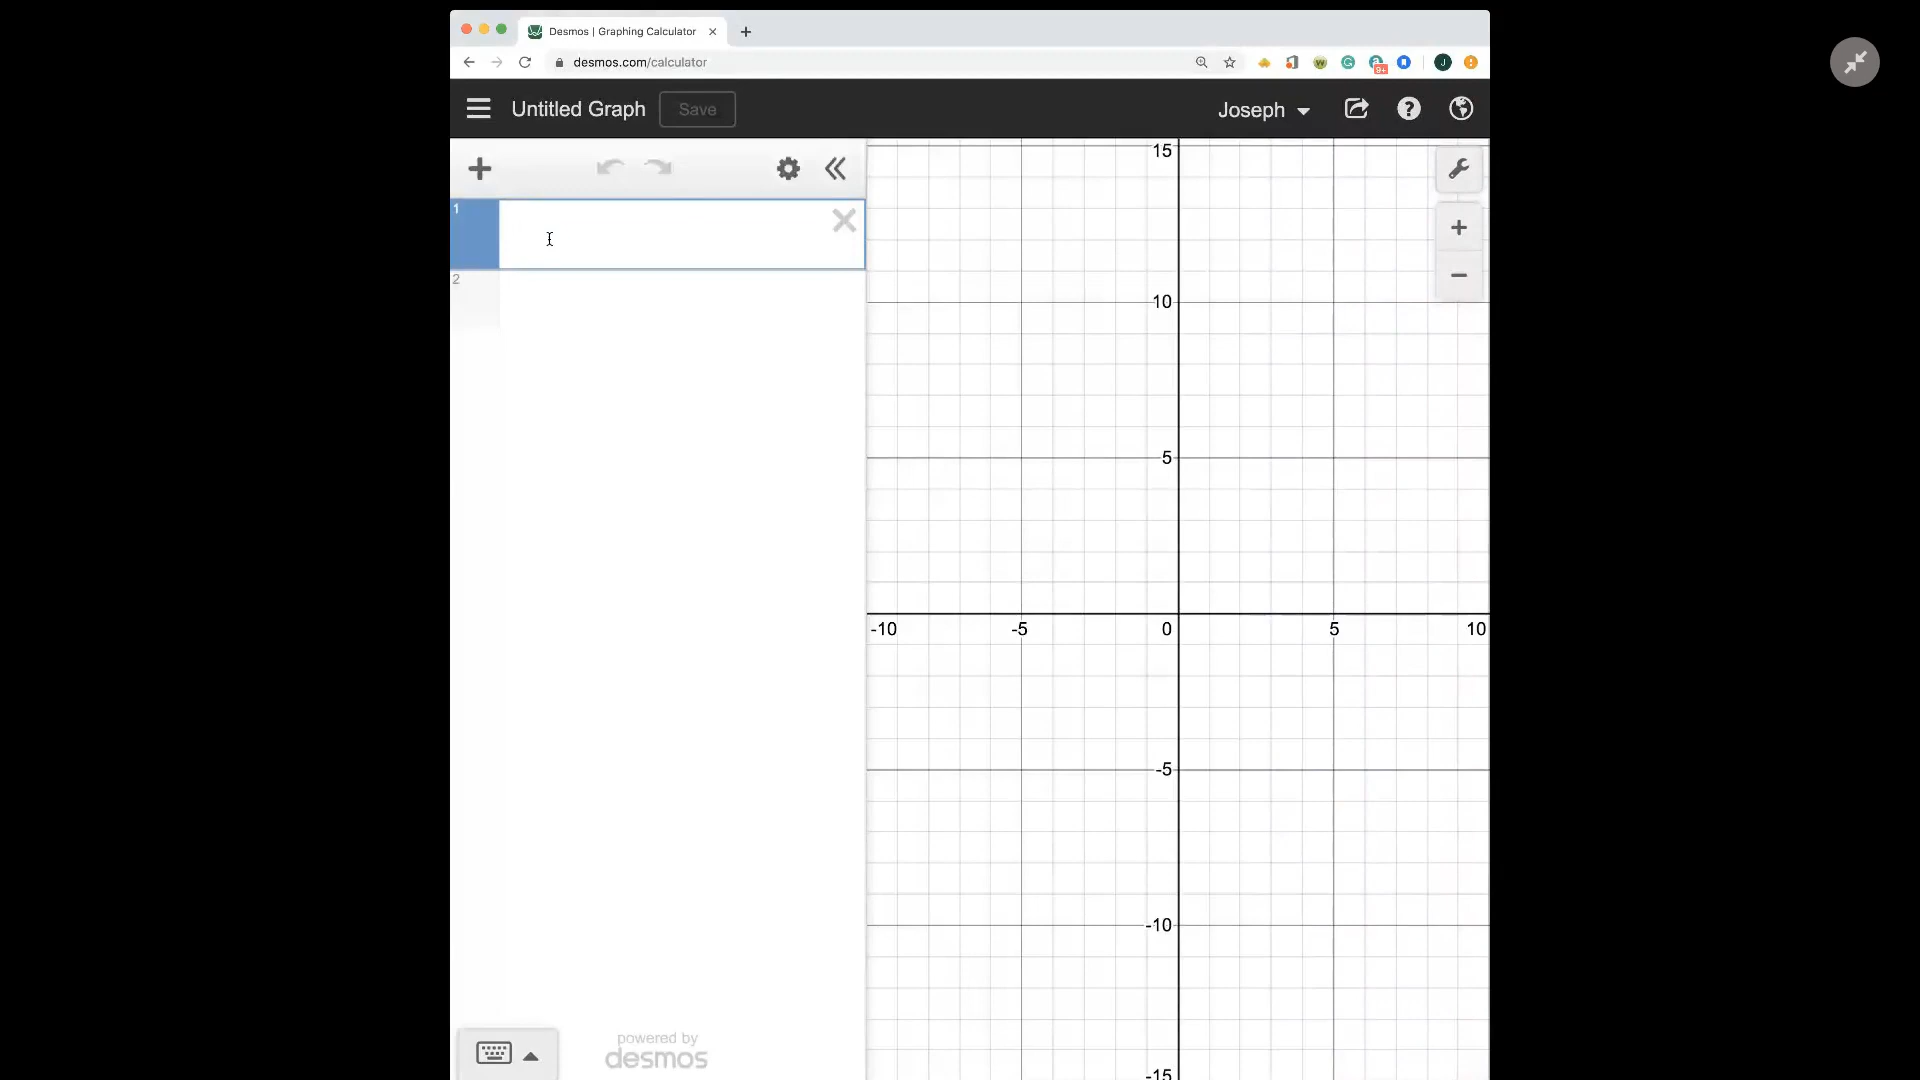 Desmos | Graphing Calculator
desmos.com/calculator
9+
J
Untitled Graph
Save
Joseph
1
2
15
10
5
-10 -5 0 5 10
-5
-10
-15
powered by
desmos